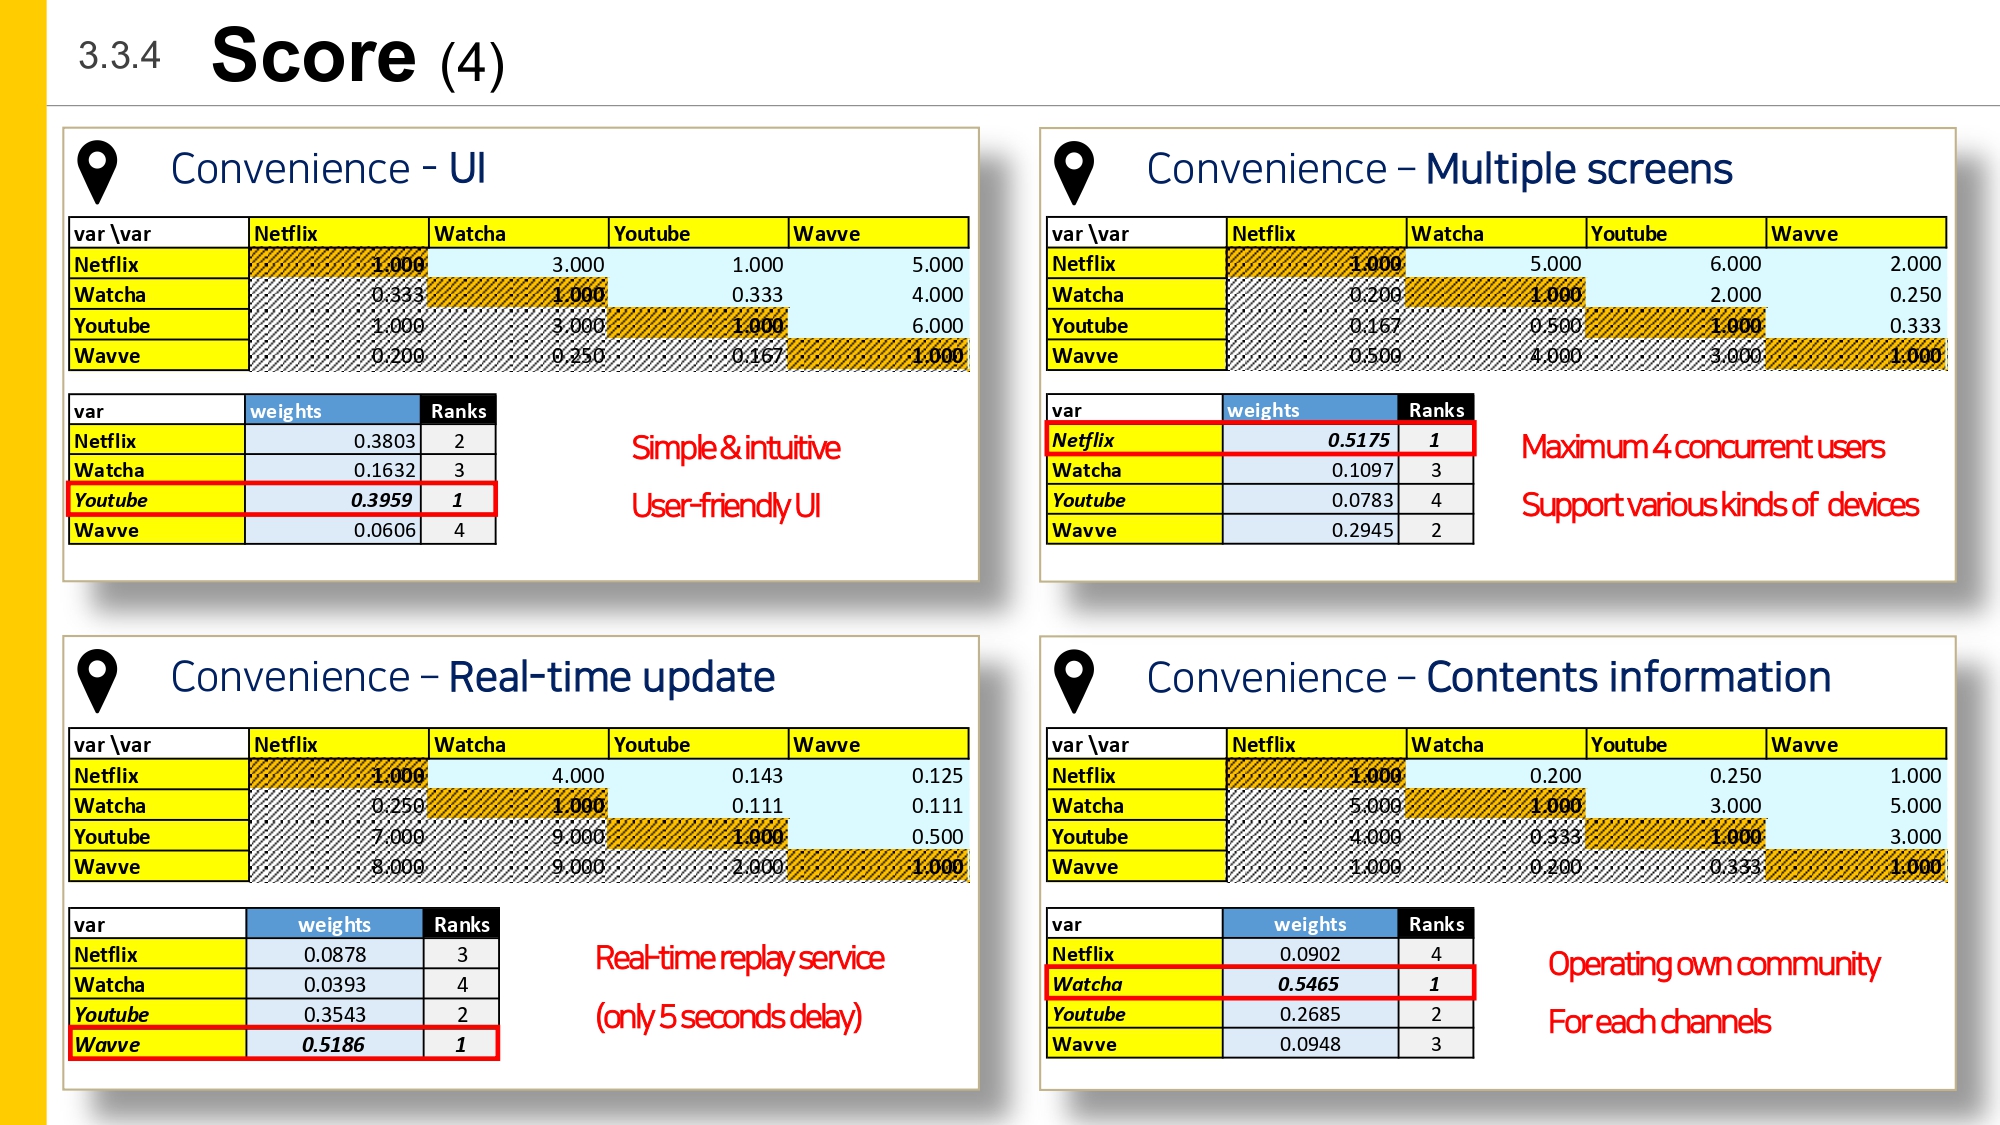 3.3.4 Score (4)
Convenience - UI
var \var Netflix Watcha Youtube Wavve
Netflix 1.000 3.000 1.000 5.000
Watcha 0.333 1.000 0.333 4.000
Youtube 1.000 3.000 1.000 6.000
Wavve 0.200 0.250 0.167 1.000
var weights Ranks
Netflix 0.3803 2
Watcha 0.1632 3
Youtube 0.3959 1
Wavve 0.0606 4
Simple & intuitive
User-friendly UI
Convenience – Multiple screens
var \var Netflix Watcha Youtube Wavve
Netflix 1.000 5.000 6.000 2.000
Watcha 0.200 1.000 2.000 0.250
Youtube 0.167 0.500 1.000 0.333
Wavve 0.500 4.000 3.000 1.000
var weights Ranks
Netflix 0.5175 1
Watcha 0.1097 3
Youtube 0.0783 4
Wavve 0.2945 2
Maximum 4 concurrent users
Support various kinds of devices
Convenience – Real-time update
var \var Netflix Watcha Youtube Wavve
Netflix 1.000 4.000 0.143 0.125
Watcha 0.250 1.000 0.111 0.111
Youtube 7.000 9.000 1.000 0.500
Wavve 8.000 9.000 2.000 1.000
var weights Ranks
Netflix 0.0878 3
Watcha 0.0393 4
Youtube 0.3543 2
Wavve 0.5186 1
Real-time replay service
(only 5 seconds delay)
Convenience – Contents information
var \var Netflix Watcha Youtube Wavve
Netflix 1.000 0.200 0.250 1.000
Watcha 5.000 1.000 3.000 5.000
Youtube 4.000 0.333 1.000 3.000
Wavve 1.000 0.200 0.333 1.000
var weights Ranks
Netflix 0.0902 4
Watcha 0.5465 1
Youtube 0.2685 2
Wavve 0.0948 3
Operating own community
For each channels